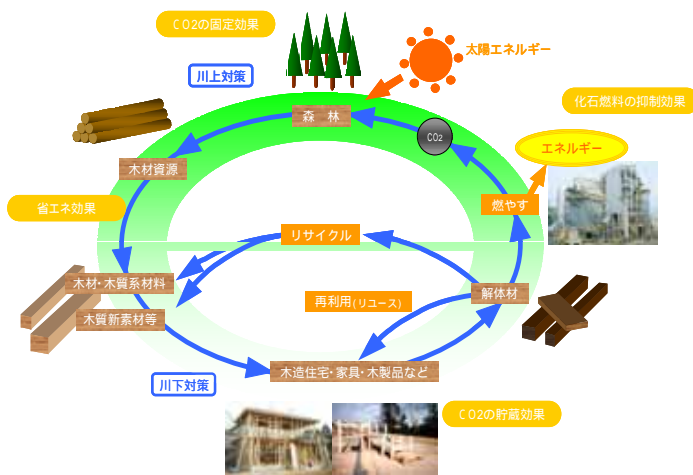 CO2の固定効果
太陽エネルギー
川上対策
化石燃料の抑制効果
森 林
CO2
エネルギー
木材資源
省エネ効果
燃やす
リサイクル
木材・木質系材料
再利用(リユース)
解体材
木質新素材等
木造住宅・家具・木製品など
川下対策
CO2の貯蔵効果